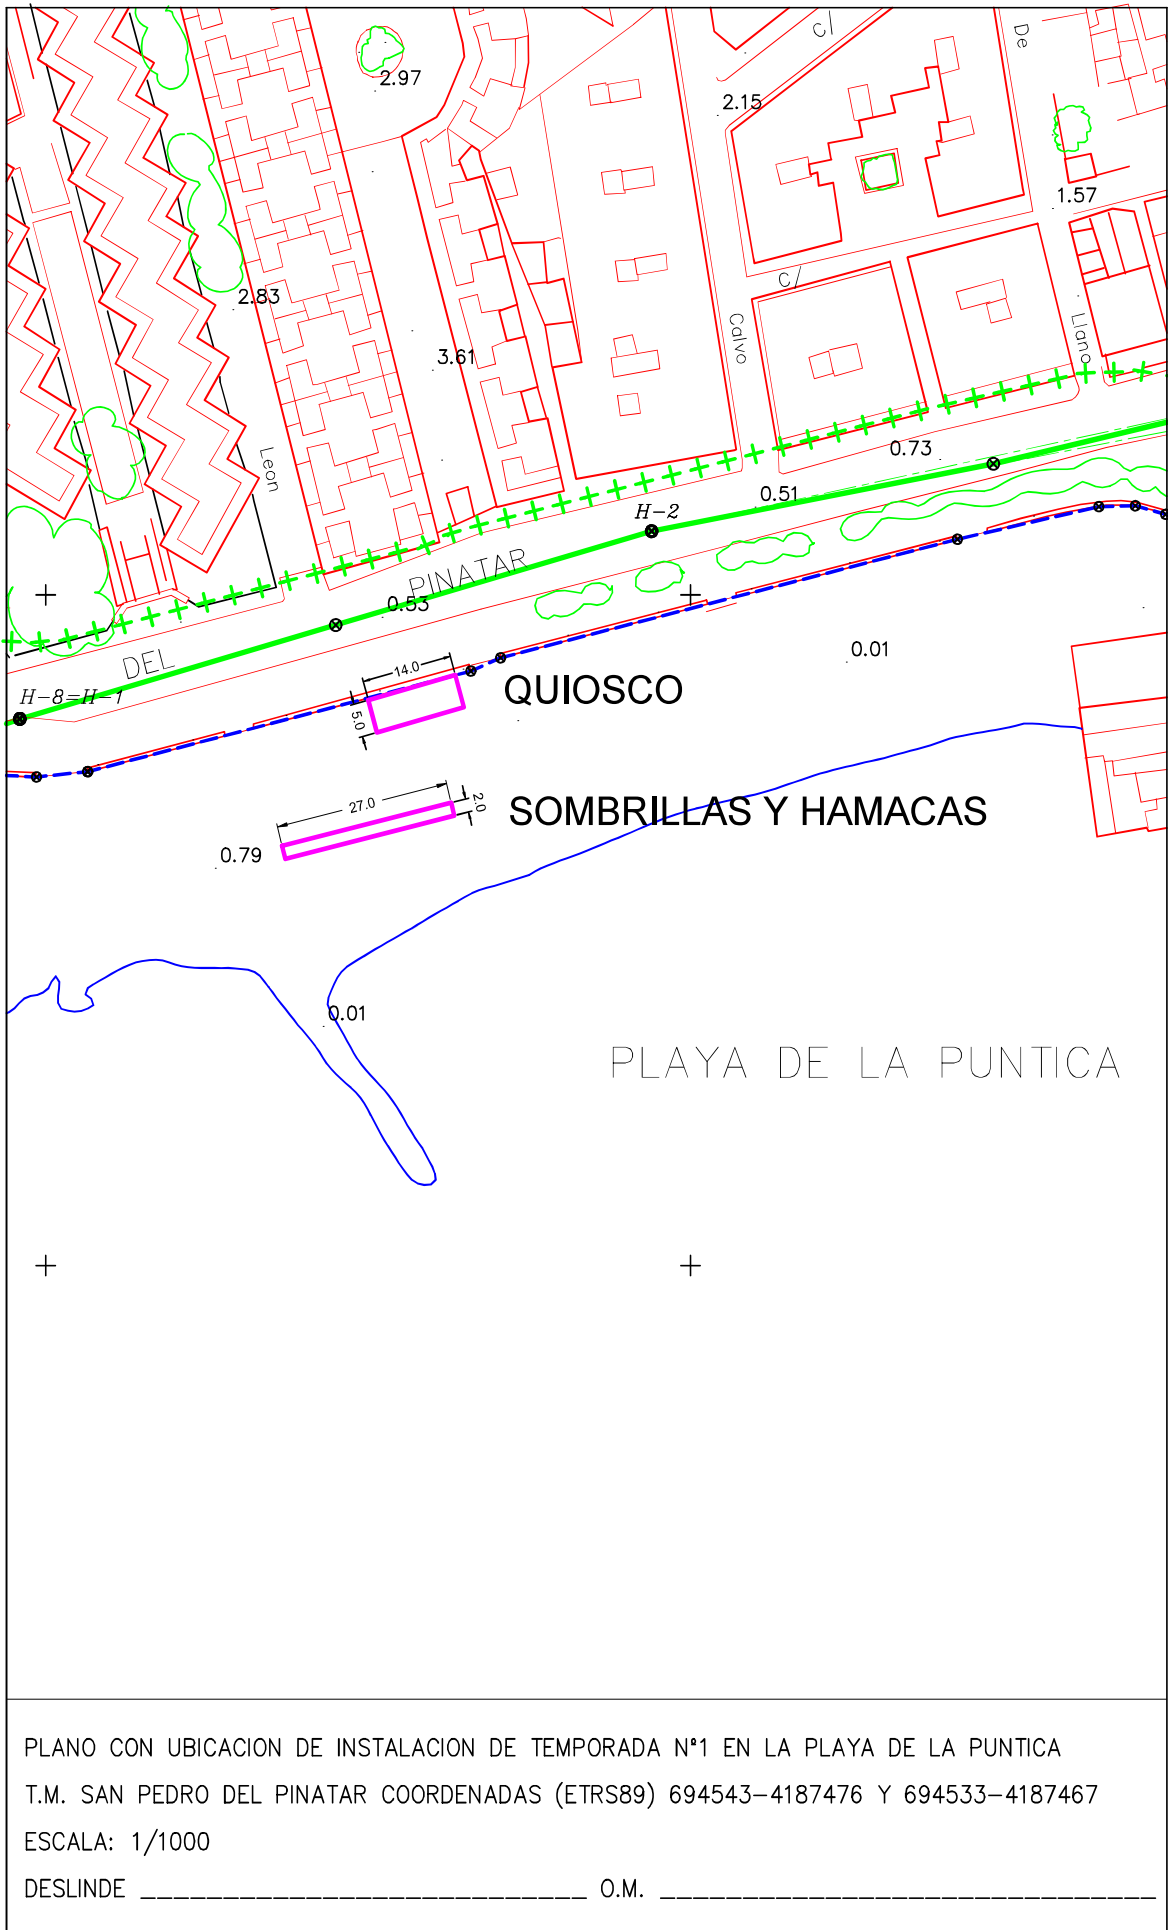 C/
De
2.97
2.15
1.57
C/
2.83
Calvo
Llano
3.61
Leon
0.73
0.51
H-2
PINATAR
0.53
0.01
DEL
14.0
H-8=H-1
QUIOSCO
5.0
27.0
2.0
SOMBRILLAS Y HAMACAS
0.79
0.01
PLAYA DE LA PUNTICA
PLANO CON UBICACION DE INSTALACION DE TEMPORADA Nº1 EN LA PLAYA DE LA PUNTICA
T.M. SAN PEDRO DEL PINATAR COORDENADAS (ETRS89) 694543-4187476 Y 694533-4187467
ESCALA: 1/1000
DESLINDE ___________________________ O.M. ______________________________